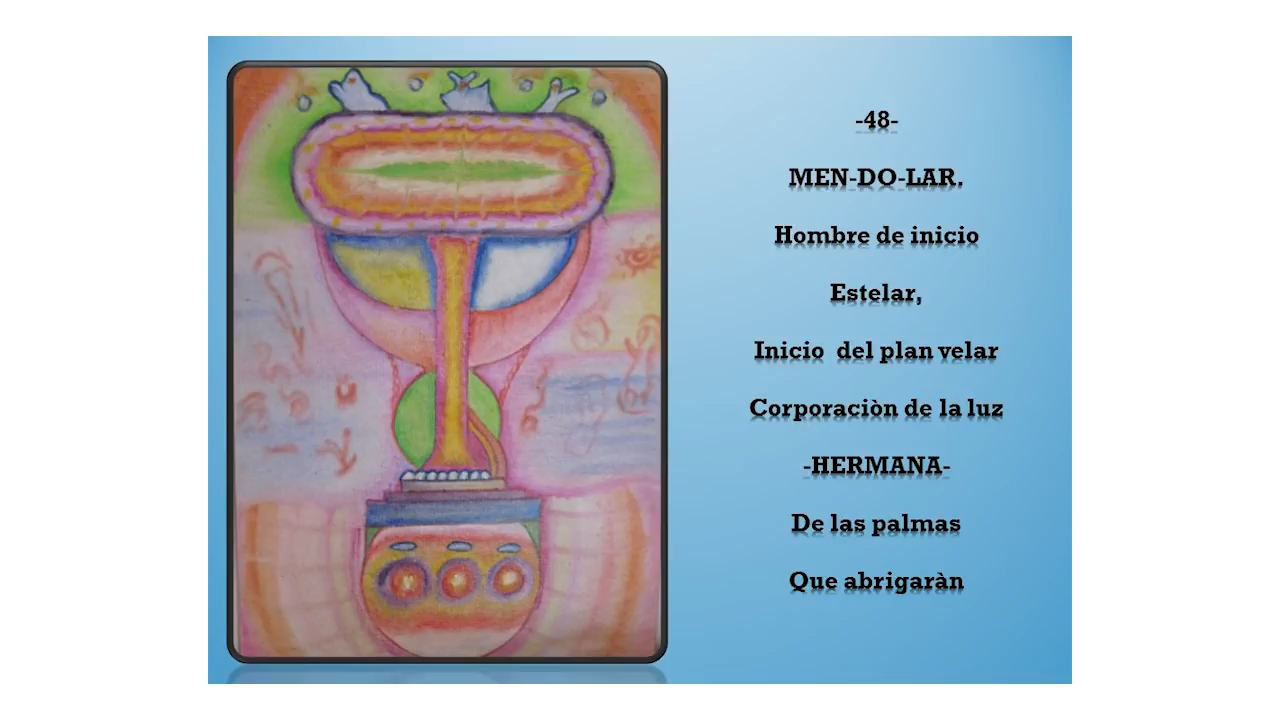 -48-
MEN-DO-LAR.
Hombre de inicio
Estelar,
Inicio  del plan velar
Corporaciòn de la luz
-HERMANA-
De las palmas
Que abrigaràn